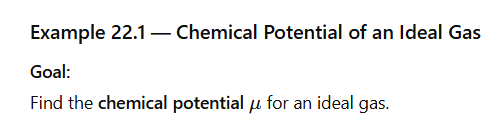 Example 22.1 — Chemical Potential of an Ideal Gas
Goal:
Find the chemical potential μ for an ideal gas.